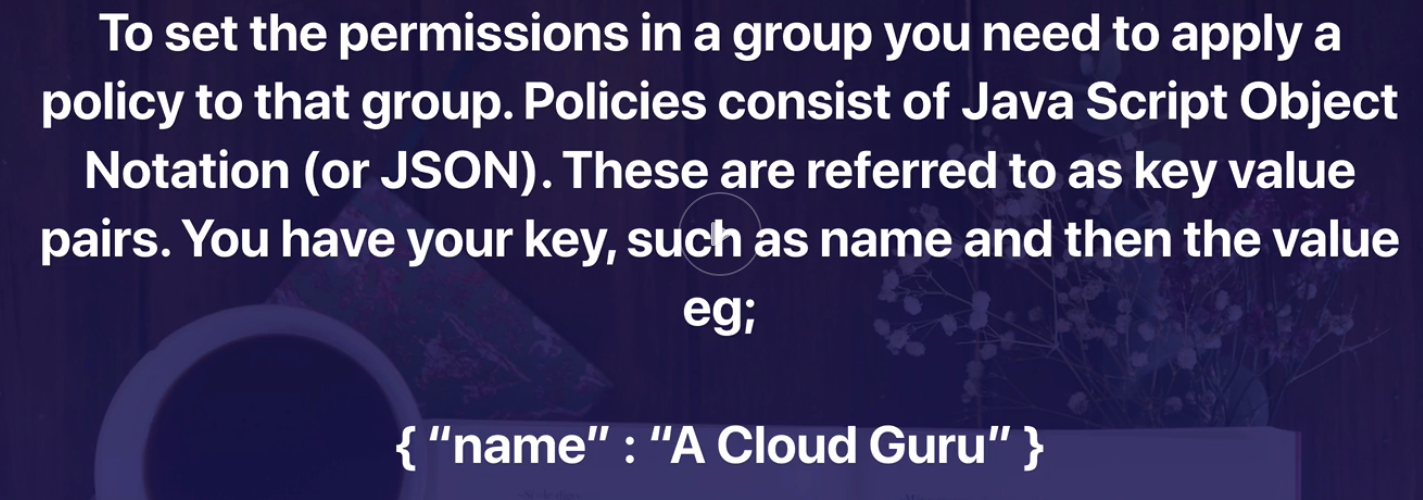 To set the permissions in a group you need to apply a
policy to that group. Policies consist of Java Script Object
Notation (or JSON). These are referred to as key value
pairs. You have your key, such as name and then the value
eg;
{ “name” : “A Cloud Guru” }